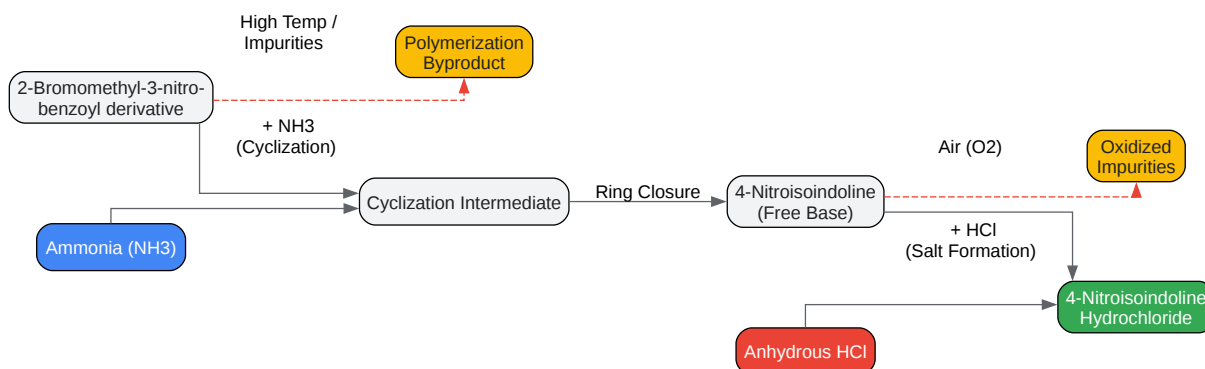 High Temp /
Impurities
Polymerization
Byproduct
2-Bromomethyl-3-nitro-
benzoyl derivative
+ NH3
(Cyclization)
Air (O2)
Oxidized
Impurities
Cyclization Intermediate
Ring Closure
4-Nitroisoindoline
(Free Base)
Ammonia (NH3)
+ HCl
(Salt Formation)
4-Nitroisoindoline
Hydrochloride
Anhydrous HCl